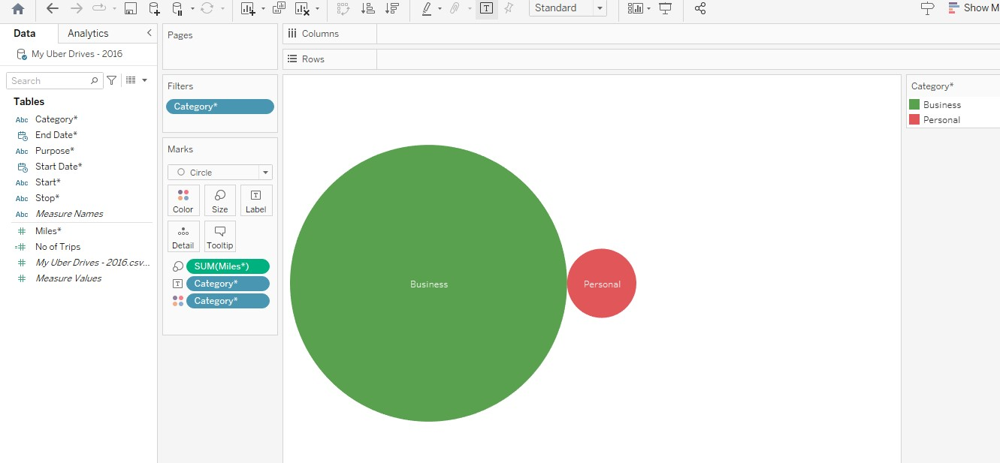 Standard
Show M
Data
Analytics
My Uber Drives - 2016
Search
Tables
Abc Category*
End Date*
Abc Purpose*
Start Date*
Abc Start*
Abc Stop*
Abc Measure Names
# Miles*
=# No of Trips
# My Uber Drives - 2016.csv...
# Measure Values
Pages
Filters
Category*
Marks
Circle
Color
Size
T
Label
Detail
Tooltip
SUM(Miles*)
T Category*
Category*
Columns
Rows
Business
Personal
Category*
Business
Personal